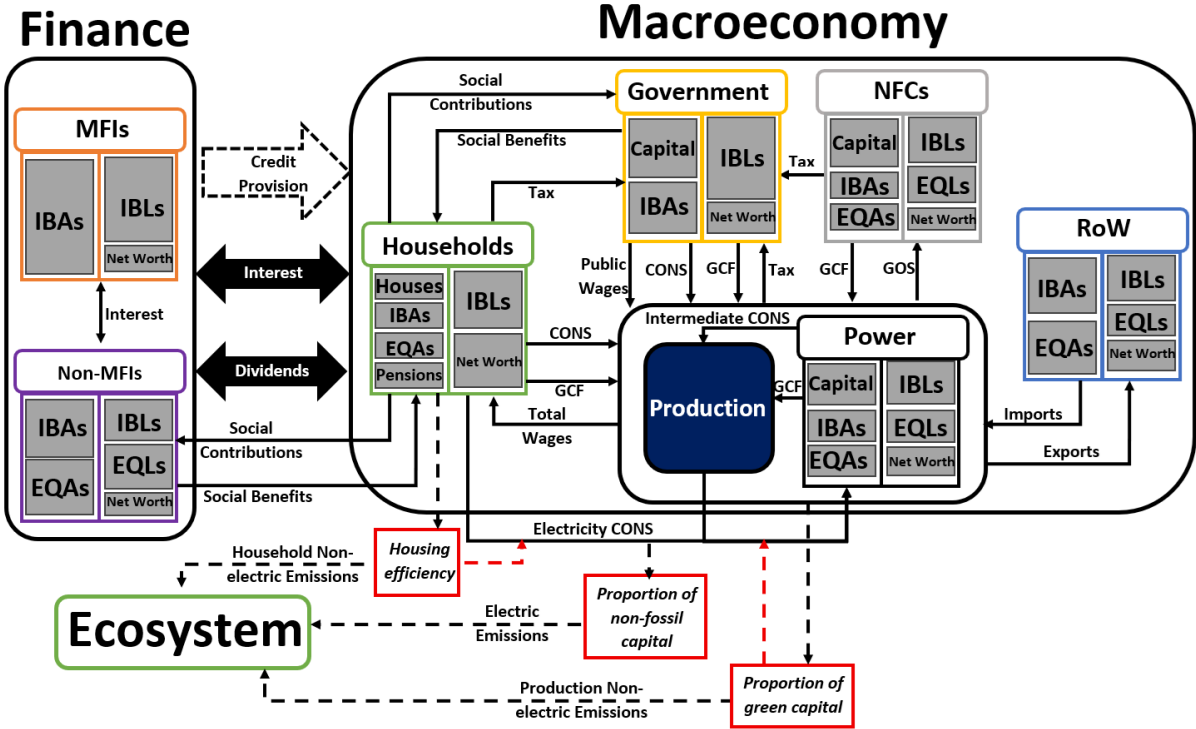 Finance
Macroeconomy
MFIs
IBAs
IBLs
Net Worth
Interest
Non-MFIs
IBAs
EQAs
IBLs
EQLs
Net Worth
Credit
Provision
Interest
Dividends
Social
Contributions
Social Benefits
Social
Contributions
Social Benefits
Tax
Households
Houses
IBAs
EQAs
Pensions
IBLs
Net Worth
Government
Capital
IBAs
IBLs
Net Worth
Tax
NFCs
Capital
IBAs
EQAs
IBLs
EQLs
Net Worth
RoW
IBAs
EQAs
IBLs
EQLs
Net Worth
Public
Wages
CONS
GCF
Tax
GCF
GOS
CONS
GCF
Total
Wages
Intermediate CONS
Production
GCF
Power
Capital
IBAs
EQAs
IBLs
EQLs
Net Worth
Imports
Exports
Electricity CONS
Household Non-
electric Emissions
Housing
efficiency
Ecosystem
Electric
Emissions
Proportion of
non-fossil
capital
Production Non-
electric Emissions
Proportion of
green capital